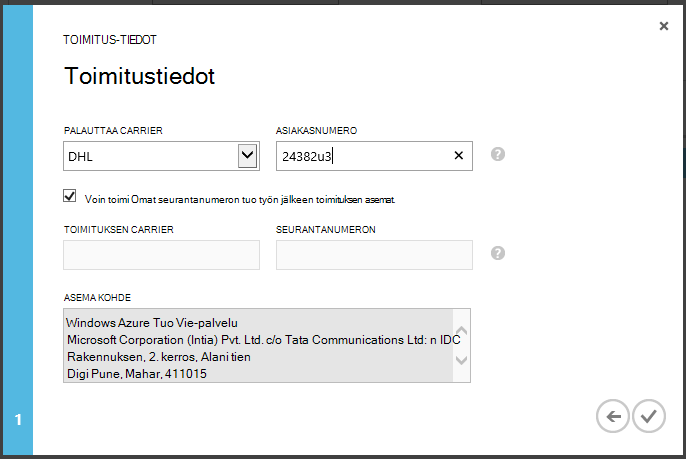 TOIMITUS-TIEDOT
Toimitustiedot
PALAUTTAA CARRIER
ASIAKASNUMERO
DHL
24382u3
Voin toimi Omat seurantanumeron tuo työn jälkeen toimituksen asemat.
TOIMITUKSEN CARRIER
SEURANTANUMERON
ASEMA KOHDE
Windows Azure Tuo Vie-palvelu
Microsoft Corporation (Intia) Pvt. Ltd. c/o Tata Communications Ltd: n IDC
Rakennuksen, 2. kerros, Alani tien
Digi Pune, Mahar, 411015
1